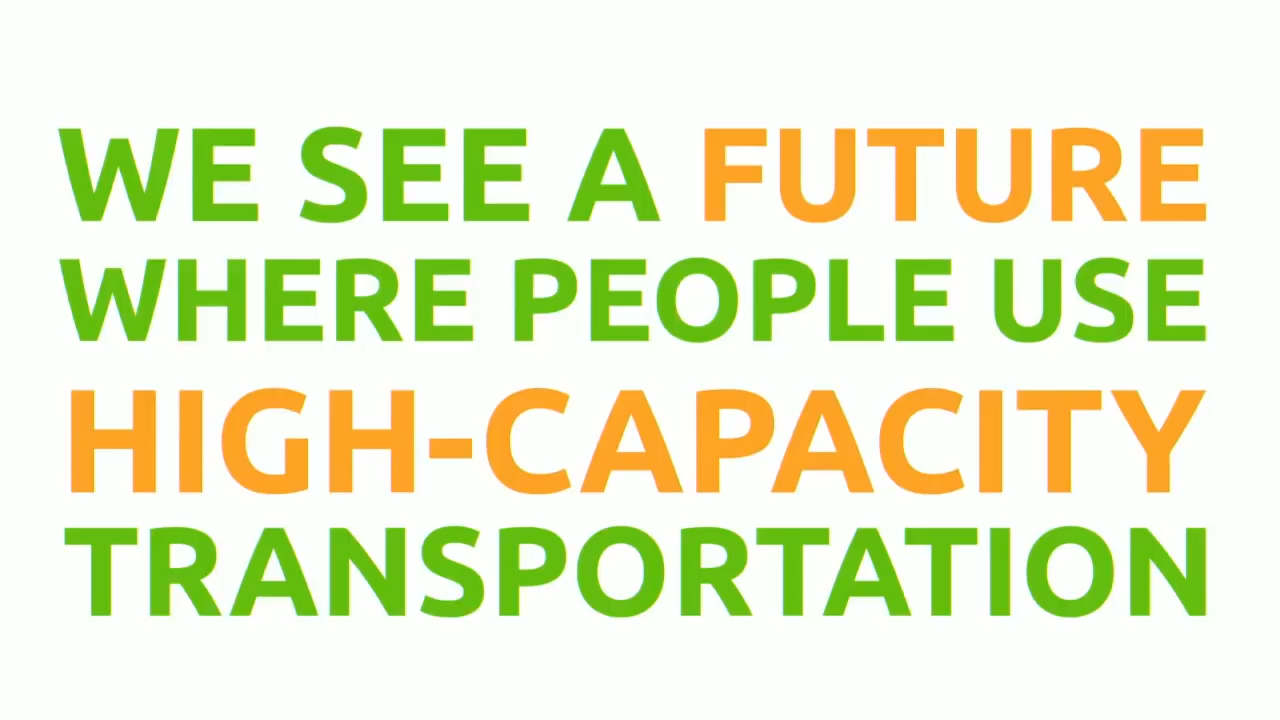 WE SEE A FUTURE
WHERE PEOPLE USE
HIGH-CAPACITY
TRANSPORTATION